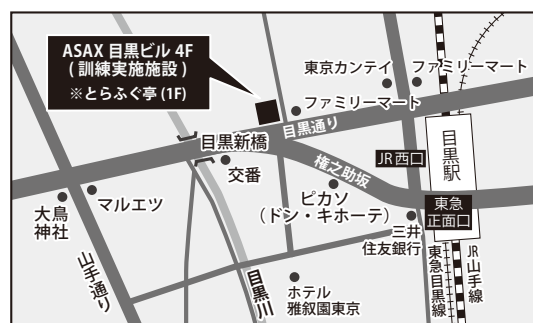 ASAX 目黒ビル 4F
( 訓練実施施設 )
※とらふぐ亭 (1F)
東京カンテイ
ファミリーマート
ファミリーマート
目黒通り
目黒新橋
交番
権之助坂
JR 西口
目黒駅
東急
正面口
ピカソ
（ドン・キホーテ）
三井
住友銀行
マルエツ
大鳥
神社
山手通り
目黒川
ホテル
雅叙園東京
東急目黒線
JR山手線